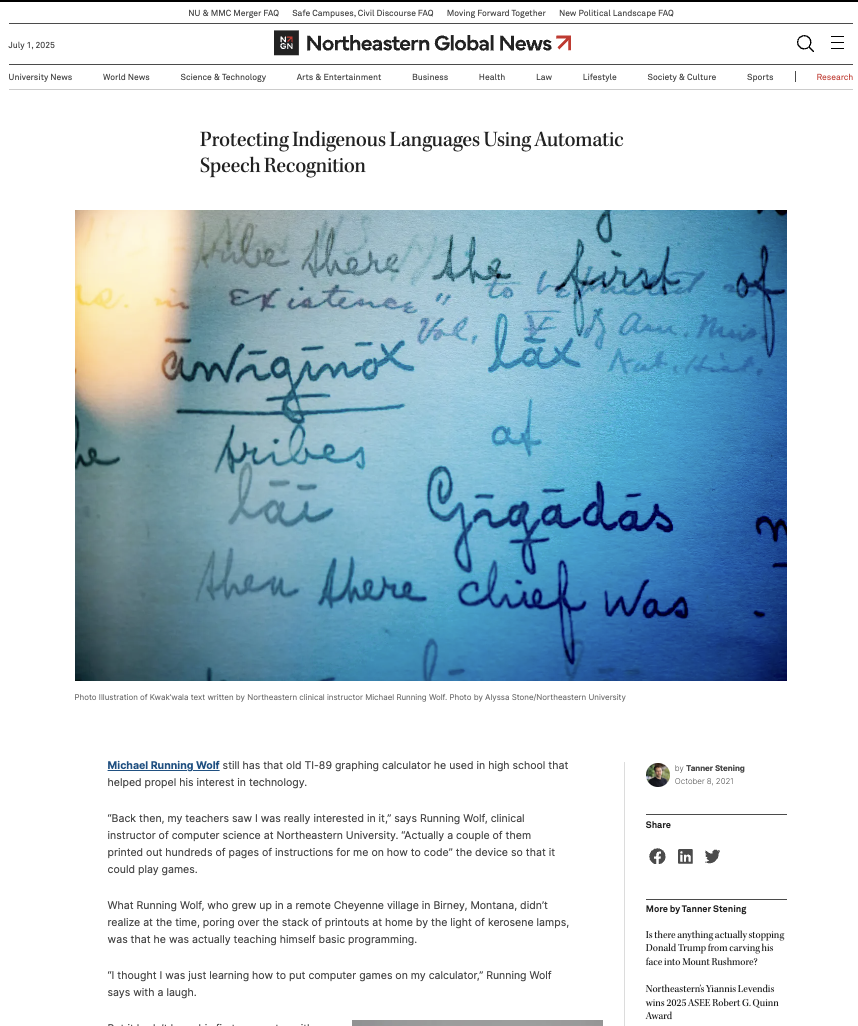 NU & MMC Merger FAQ Safe Campuses, Civil Discourse FAQ Moving Forward Together New Political Landscape FAQ
July 1, 2025
N GN
Northeastern Global News
University News World News Science & Technology Arts & Entertainment Business Health Law Lifestyle Society & Culture Sports Research
Protecting Indigenous Languages Using Automatic
Speech Recognition
tribe there the first of
in existence" to
Vol, V of Am. Mus.
Nat. Hist.
āwīgīnōx lāx
tribes at
lāi Gīgādās
then there chief was
Photo Illustration of Kwak'wala text written by Northeastern clinical instructor Michael Running Wolf. Photo by Alyssa Stone/Northeastern University
Michael Running Wolf still has that old TI-89 graphing calculator he used in high school that
helped propel his interest in technology.
"Back then, my teachers saw I was really interested in it," says Running Wolf, clinical
instructor of computer science at Northeastern University. "Actually a couple of them
printed out hundreds of pages of instructions for me on how to code" the device so that it
could play games.
What Running Wolf, who grew up in a remote Cheyenne village in Birney, Montana, didn't
realize at the time, poring over the stack of printouts at home by the light of kerosene lamps,
was that he was actually teaching himself basic programming.
"I thought I was just learning how to put computer games on my calculator," Running Wolf
says with a laugh.
by Tanner Stening
October 8, 2021
Share
More by Tanner Stening
Is there anything actually stopping
Donald Trump from carving his
face into Mount Rushmore?
Northeastern's Yiannis Levendis
wins 2025 ASEE Robert G. Quinn
Award